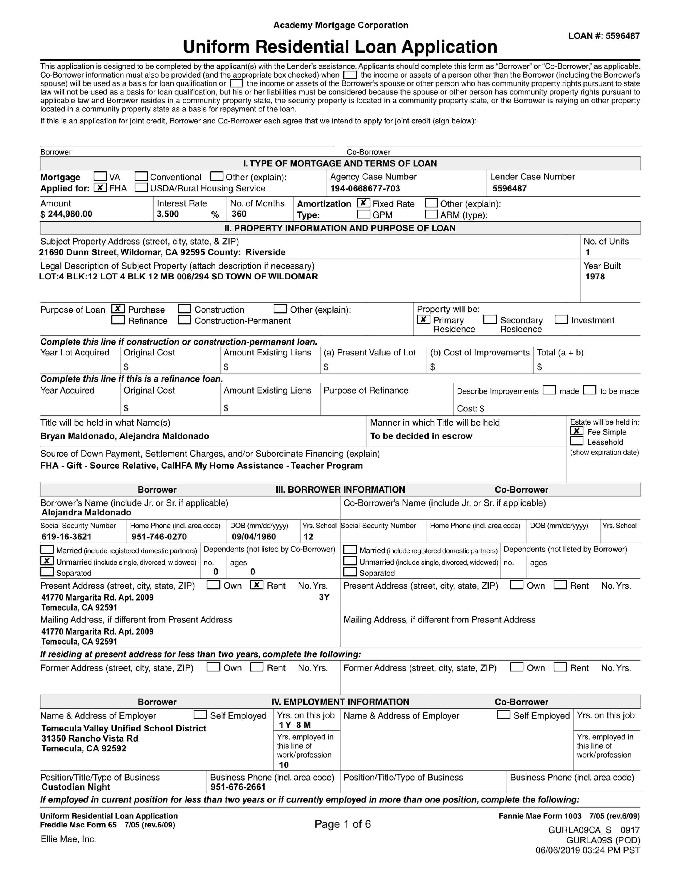 Academy Mortgage Corporation
LOAN #: 5596487
Uniform Residential Loan Application
This application is designed to be completed by the applicant(s) with the Lender's assistance. Applicants should complete this form as "Borrower" or "Co-Borrower," as applicable.
Co-Borrower information must also be provided (and the appropriate box checked) when the income or assets of a person other than the Borrower (including the Borrower's
spouse) will be used as a basis for loan qualification or the income or assets of the Borrower's spouse or other person who has community property rights pursuant to state
law will not be used as a basis for loan qualification, but his or her liabilities must be considered because the spouse or other person has community property rights pursuant to
applicable law and Borrower resides in a community property state, the security property is located in a community property state, or the Borrower is relying on other property
located in a community property state as a basis for repayment of the loan.
If this is an application for joint credit, Borrower and Co-Borrower each agree that we intend to apply for joint credit (sign below):
Borrower Co-Borrower
I. TYPE OF MORTGAGE AND TERMS OF LOAN
Mortgage VA Conventional Other (explain): Agency Case Number Lender Case Number
Applied for: X FHA USDA/Rural Housing Service 194-0668677-703 5596487
Amount Interest Rate No. of Months Amortization X Fixed Rate Other (explain):
$ 244,980.00 3.500 % 360 Type: GPM ARM (type):
II. PROPERTY INFORMATION AND PURPOSE OF LOAN
Subject Property Address (street, city, state, & ZIP) No. of Units
21690 Dunn Street, Wildomar, CA 92595 County: Riverside 1
Legal Description of Subject Property (attach description if necessary) Year Built
LOT:4 BLK:12 LOT 4 BLK 12 MB 006/294 SD TOWN OF WILDOMAR 1978
Purpose of Loan X Purchase Construction Other (explain): Property will be:
Refinance Construction-Permanent X Primary Residence Secondary Residence Investment
Complete this line if construction or construction-permanent loan.
Year Lot Acquired Original Cost Amount Existing Liens (a) Present Value of Lot (b) Cost of Improvements Total (a + b)
$ $ $ $ $
Complete this line if this is a refinance loan.
Year Acquired Original Cost Amount Existing Liens Purpose of Refinance Describe Improvements made to be made
$ $ Cost: $
Title will be held in what Name(s) Manner in which Title will be held Estate will be held in:
Bryan Maldonado, Alejandra Maldonado To be decided in escrow X Fee Simple
Leasehold
Source of Down Payment, Settlement Charges, and/or Subordinate Financing (explain) (show expiration date)
FHA - Gift - Source Relative, CalHFA My Home Assistance - Teacher Program
Borrower III. BORROWER INFORMATION Co-Borrower
Borrower's Name (include Jr. or Sr. if applicable) Co-Borrower's Name (include Jr. or Sr. if applicable)
Alejandra Maldonado
Social Security Number Home Phone (incl. area code) DOB (mm/dd/yyyy) Yrs. School Social Security Number Home Phone (incl. area code) DOB (mm/dd/yyyy) Yrs. School
619-16-3621 951-746-0270 09/04/1960 12
Married (include registered domestic partners) Dependents (not listed by Co-Borrower) Married (include registered domestic partners) Dependents (not listed by Borrower)
X Unmarried (include single, divorced, widowed) no. ages Unmarried (include single, divorced, widowed) no. ages
Separated 0 0 Separated
Present Address (street, city, state, ZIP) Own X Rent No. Yrs. Present Address (street, city, state, ZIP) Own Rent No. Yrs.
41770 Margarita Rd. Apt. 2009 3Y
Temecula, CA 92591
Mailing Address, if different from Present Address Mailing Address, if different from Present Address
41770 Margarita Rd. Apt. 2009
Temecula, CA 92591
If residing at present address for less than two years, complete the following:
Former Address (street, city, state, ZIP) Own Rent No. Yrs. Former Address (street, city, state, ZIP) Own Rent No. Yrs.
Borrower IV. EMPLOYMENT INFORMATION Co-Borrower
Name & Address of Employer Self Employed Yrs. on this job Name & Address of Employer Self Employed Yrs. on this job
Temecula Valley Unified School District 1 Y 8 M
31350 Rancho Vista Rd Yrs. employed in this line of work/profession Yrs. employed in this line of work/profession
Temecula, CA 92592
10
Position/Title/Type of Business Business Phone (incl. area code) Position/Title/Type of Business Business Phone (incl. area code)
Custodian Night 951-676-2661
If employed in current position for less than two years or if currently employed in more than one position, complete the following:
Uniform Residential Loan Application Fannie Mae Form 1003 7/05 (rev.6/09)
Freddie Mac Form 65 7/05 (rev.6/09) Page 1 of 6
Ellie Mae, Inc. GURLA09CA_S 0917
GURLA09S (POD)
06/06/2019 03:24 PM PST